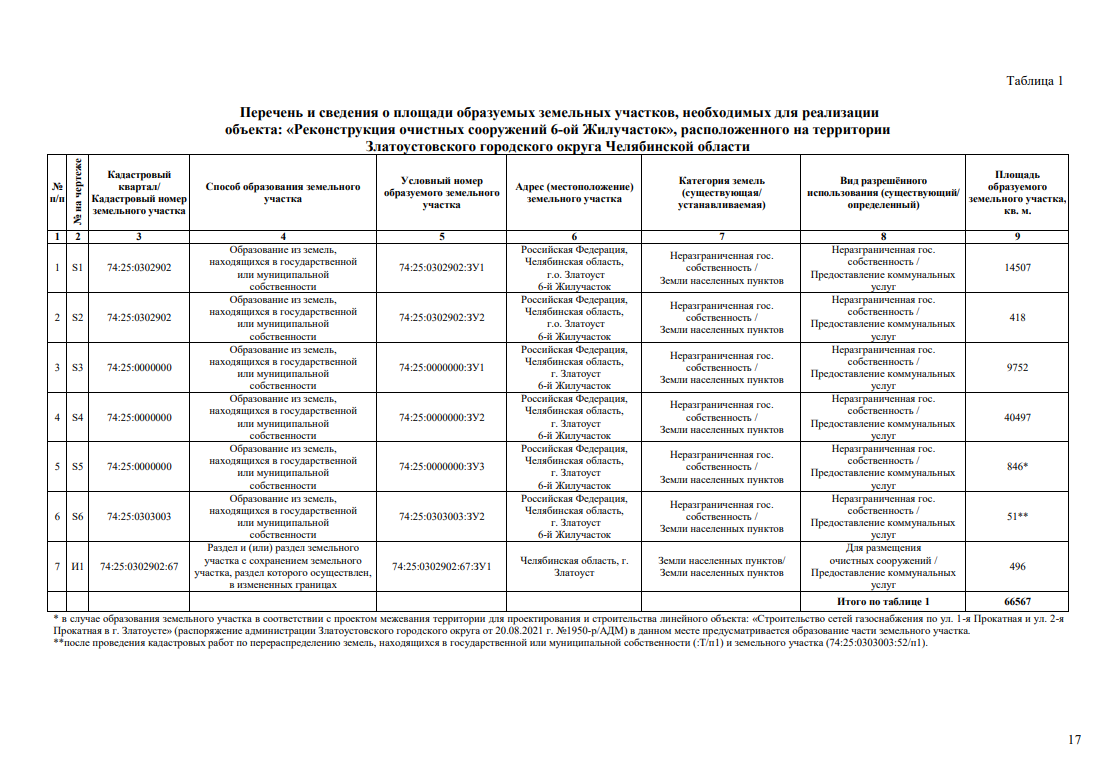 Таблица 1
Перечень и сведения о площади образуемых земельных участков, необходимых для реализации
объекта: «Реконструкция очистных сооружений 6-ой Жилучасток», расположенного на территории
Златоустовского городского округа Челябинской области
№ п/п | № на чертеже | Кадастровый квартал/ Кадастровый номер земельного участка | Способ образования земельного участка | Условный номер образуемого земельного участка | Адрес (местоположение) земельного участка | Категория земель (существующая/ устанавливаемая) | Вид разрешённого использования (существующий/ определенный) | Площадь образуемого земельного участка, кв. м.
1 | 2 | 3 | 4 | 5 | 6 | 7 | 8 | 9
1 | S1 | 74:25:0302902 | Образование из земель, находящихся в государственной или муниципальной собственности | 74:25:0302902:ЗУ1 | Российская Федерация, Челябинская область, г.о. Златоуст 6-й Жилучасток | Неразграниченная гос. собственность / Земли населенных пунктов | Неразграниченная гос. собственность / Предоставление коммунальных услуг | 14507
2 | S2 | 74:25:0302902 | Образование из земель, находящихся в государственной или муниципальной собственности | 74:25:0302902:ЗУ2 | Российская Федерация, Челябинская область, г.о. Златоуст 6-й Жилучасток | Неразграниченная гос. собственность / Земли населенных пунктов | Неразграниченная гос. собственность / Предоставление коммунальных услуг | 418
3 | S3 | 74:25:0000000 | Образование из земель, находящихся в государственной или муниципальной собственности | 74:25:0000000:ЗУ1 | Российская Федерация, Челябинская область, г. Златоуст 6-й Жилучасток | Неразграниченная гос. собственность / Земли населенных пунктов | Неразграниченная гос. собственность / Предоставление коммунальных услуг | 9752
4 | S4 | 74:25:0000000 | Образование из земель, находящихся в государственной или муниципальной собственности | 74:25:0000000:ЗУ2 | Российская Федерация, Челябинская область, г. Златоуст 6-й Жилучасток | Неразграниченная гос. собственность / Земли населенных пунктов | Неразграниченная гос. собственность / Предоставление коммунальных услуг | 40497
5 | S5 | 74:25:0000000 | Образование из земель, находящихся в государственной или муниципальной собственности | 74:25:0000000:ЗУ3 | Российская Федерация, Челябинская область, г. Златоуст 6-й Жилучасток | Неразграниченная гос. собственность / Земли населенных пунктов | Неразграниченная гос. собственность / Предоставление коммунальных услуг | 846*
6 | S6 | 74:25:0303003 | Образование из земель, находящихся в государственной или муниципальной собственности | 74:25:0303003:ЗУ2 | Российская Федерация, Челябинская область, г. Златоуст 6-й Жилучасток | Неразграниченная гос. собственность / Земли населенных пунктов | Неразграниченная гос. собственность / Предоставление коммунальных услуг | 51**
7 | И1 | 74:25:0302902:67 | Раздел и (или) раздел земельного участка с сохранением земельного участка, раздел которого осуществлен, в измененных границах | 74:25:0302902:67:ЗУ1 | Челябинская область, г. Златоуст | Земли населенных пунктов/ Земли населенных пунктов | Для размещения очистных сооружений / Предоставление коммунальных услуг | 496
Итого по таблице 1 | 66567
* в случае образования земельного участка в соответствии с проектом межевания территории для проектирования и строительства линейного объекта: «Строительство сетей газоснабжения по ул. 1-я Прокатная и ул. 2-я
Прокатная в г. Златоусте» (распоряжение администрации Златоустовского городского округа от 20.08.2021 г. №1950-р/АДМ) в данном месте предусматривается образование части земельного участка.
**после проведения кадастровых работ по перераспределению земель, находящихся в государственной или муниципальной собственности (:Т/п1) и земельного участка (74:25:0303003:52/п1).
17